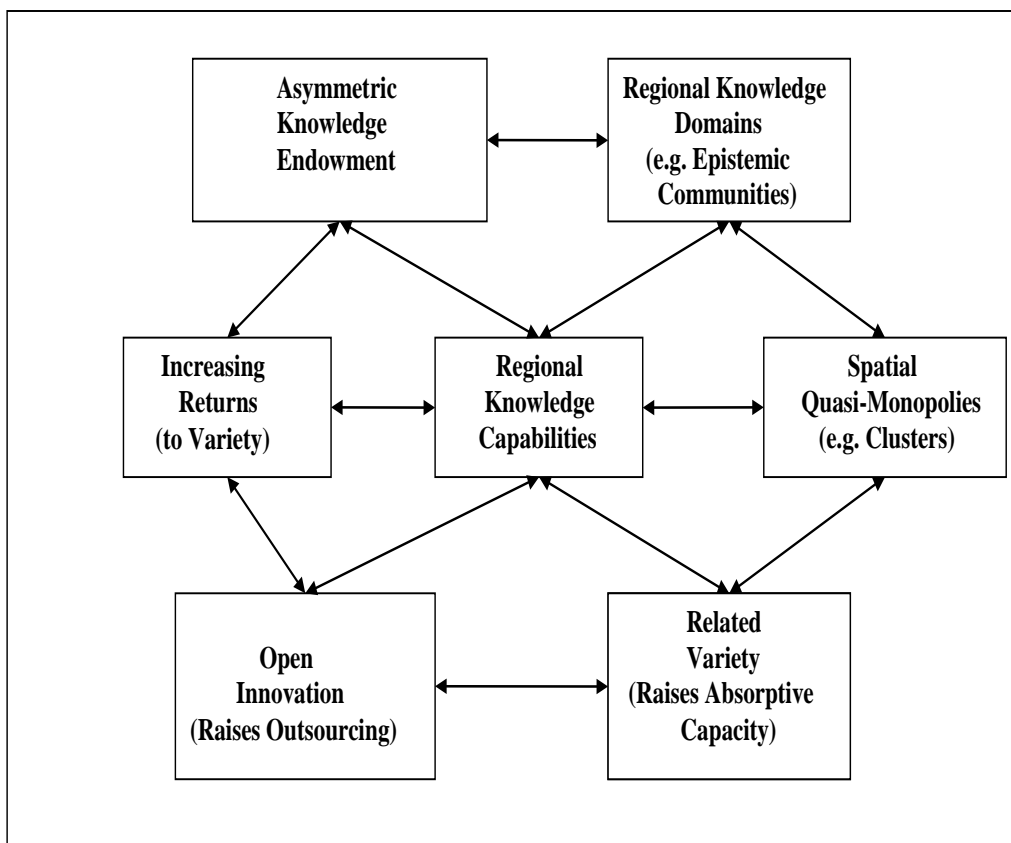 Asymmetric
Knowledge
Endowment
Regional Knowledge
Domains
(e.g. Epistemic
Communities)
Increasing
Returns
(to Variety)
Regional
Knowledge
Capabilities
Spatial
Quasi-Monopolies
(e.g. Clusters)
Open
Innovation
(Raises Outsourcing)
Related
Variety
(Raises Absorptive
Capacity)